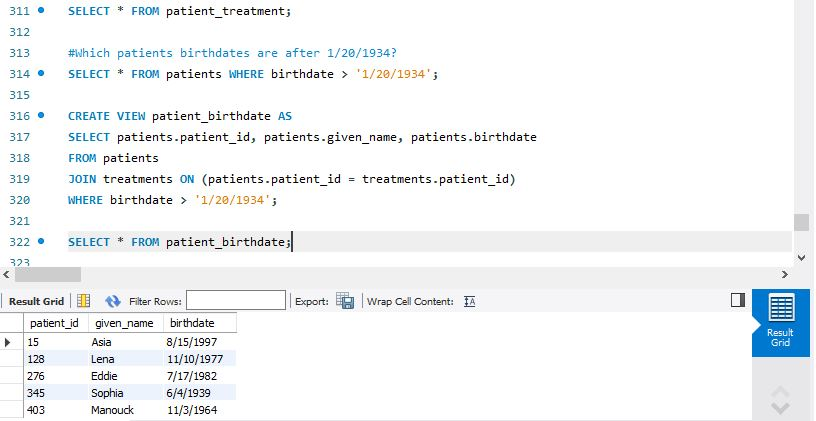 311 SELECT * FROM patient_treatment;
312
313 #Which patients birthdates are after 1/20/1934?
314 SELECT * FROM patients WHERE birthdate > '1/20/1934';
315
316 CREATE VIEW patient_birthdate AS
317 SELECT patients.patient_id, patients.given_name, patients.birthdate
318 FROM patients
319 JOIN treatments ON (patients.patient_id = treatments.patient_id)
320 WHERE birthdate > '1/20/1934';
321
322 SELECT * FROM patient_birthdate;
323
Result Grid Filter Rows: Export: Wrap Cell Content: IA
Result
Grid
patient_id given_name birthdate
15 Asia 8/15/1997
128 Lena 11/10/1977
276 Eddie 7/17/1982
345 Sophia 6/4/1939
403 Manouck 11/3/1964